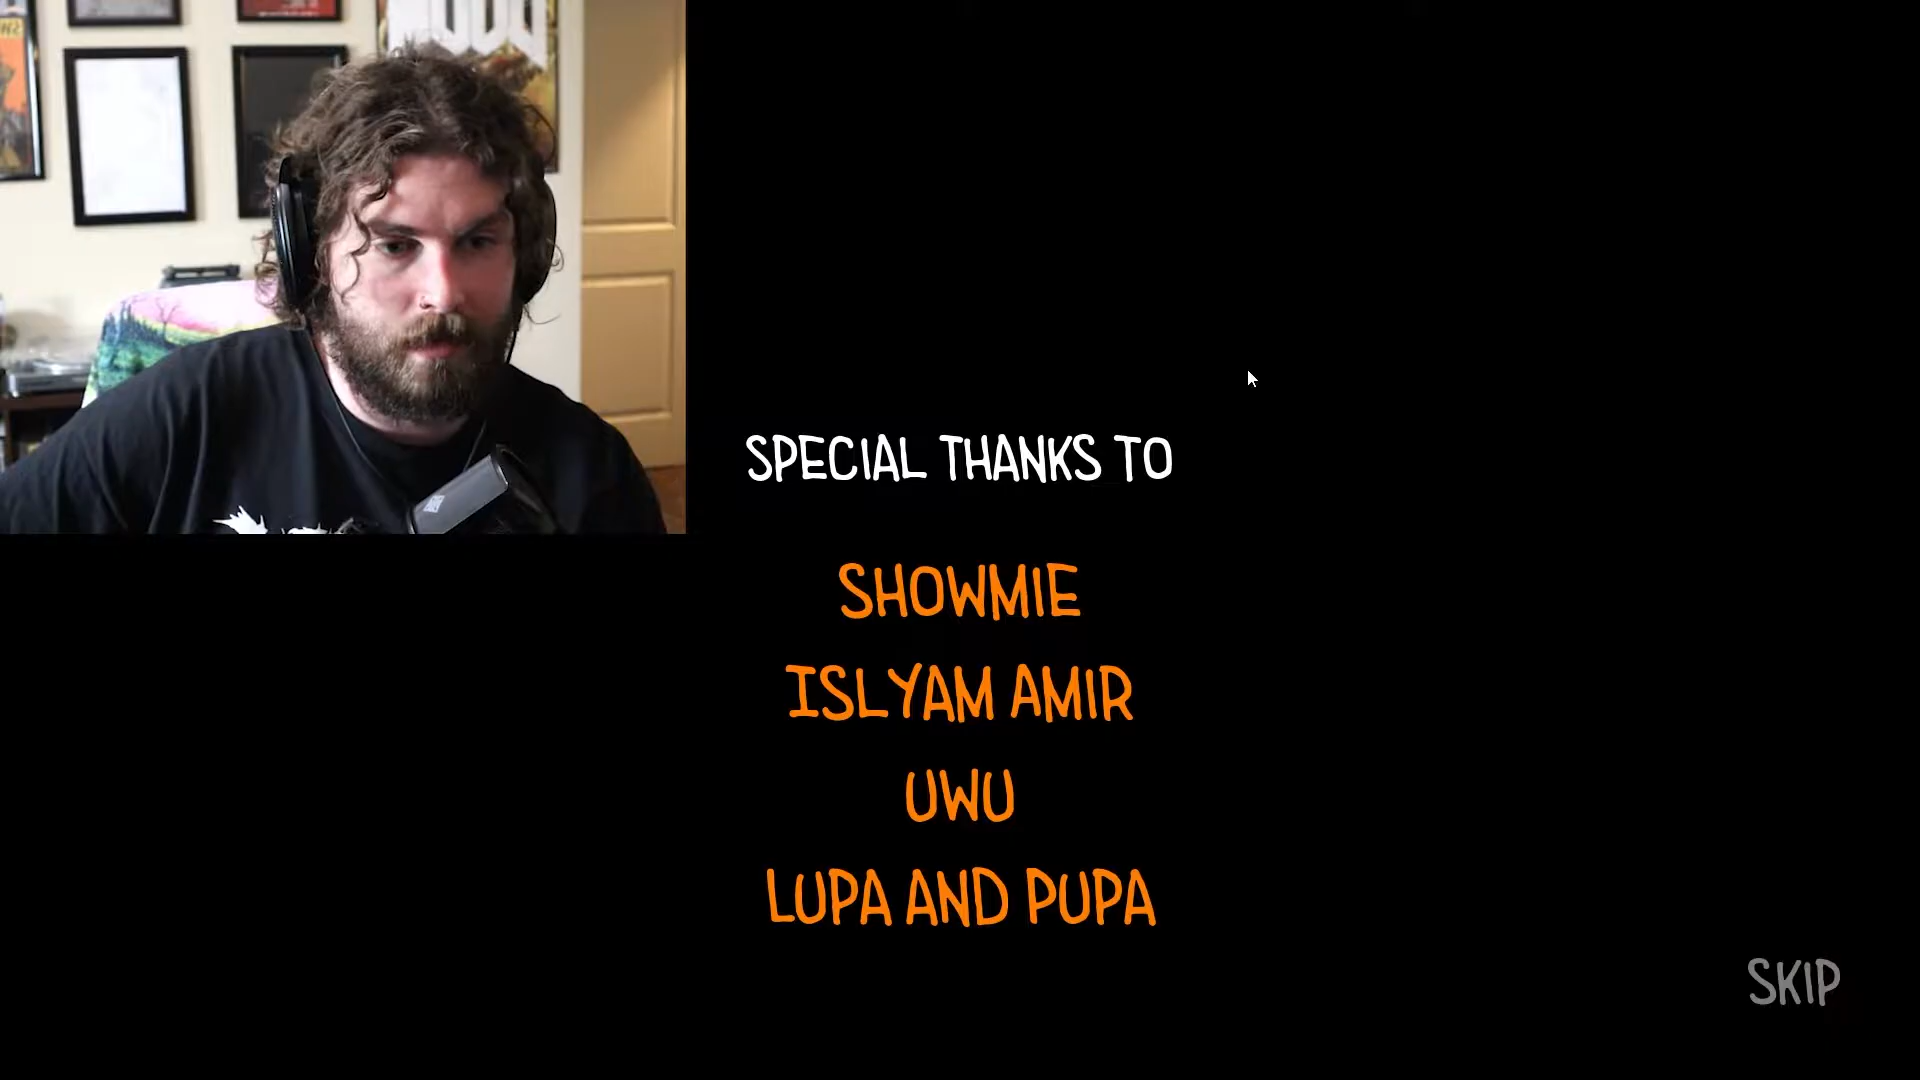 SPECIAL THANKS TO
SHOWMIE
ISLYAM AMIR
UWU
LUPA AND PUPA
SKIP